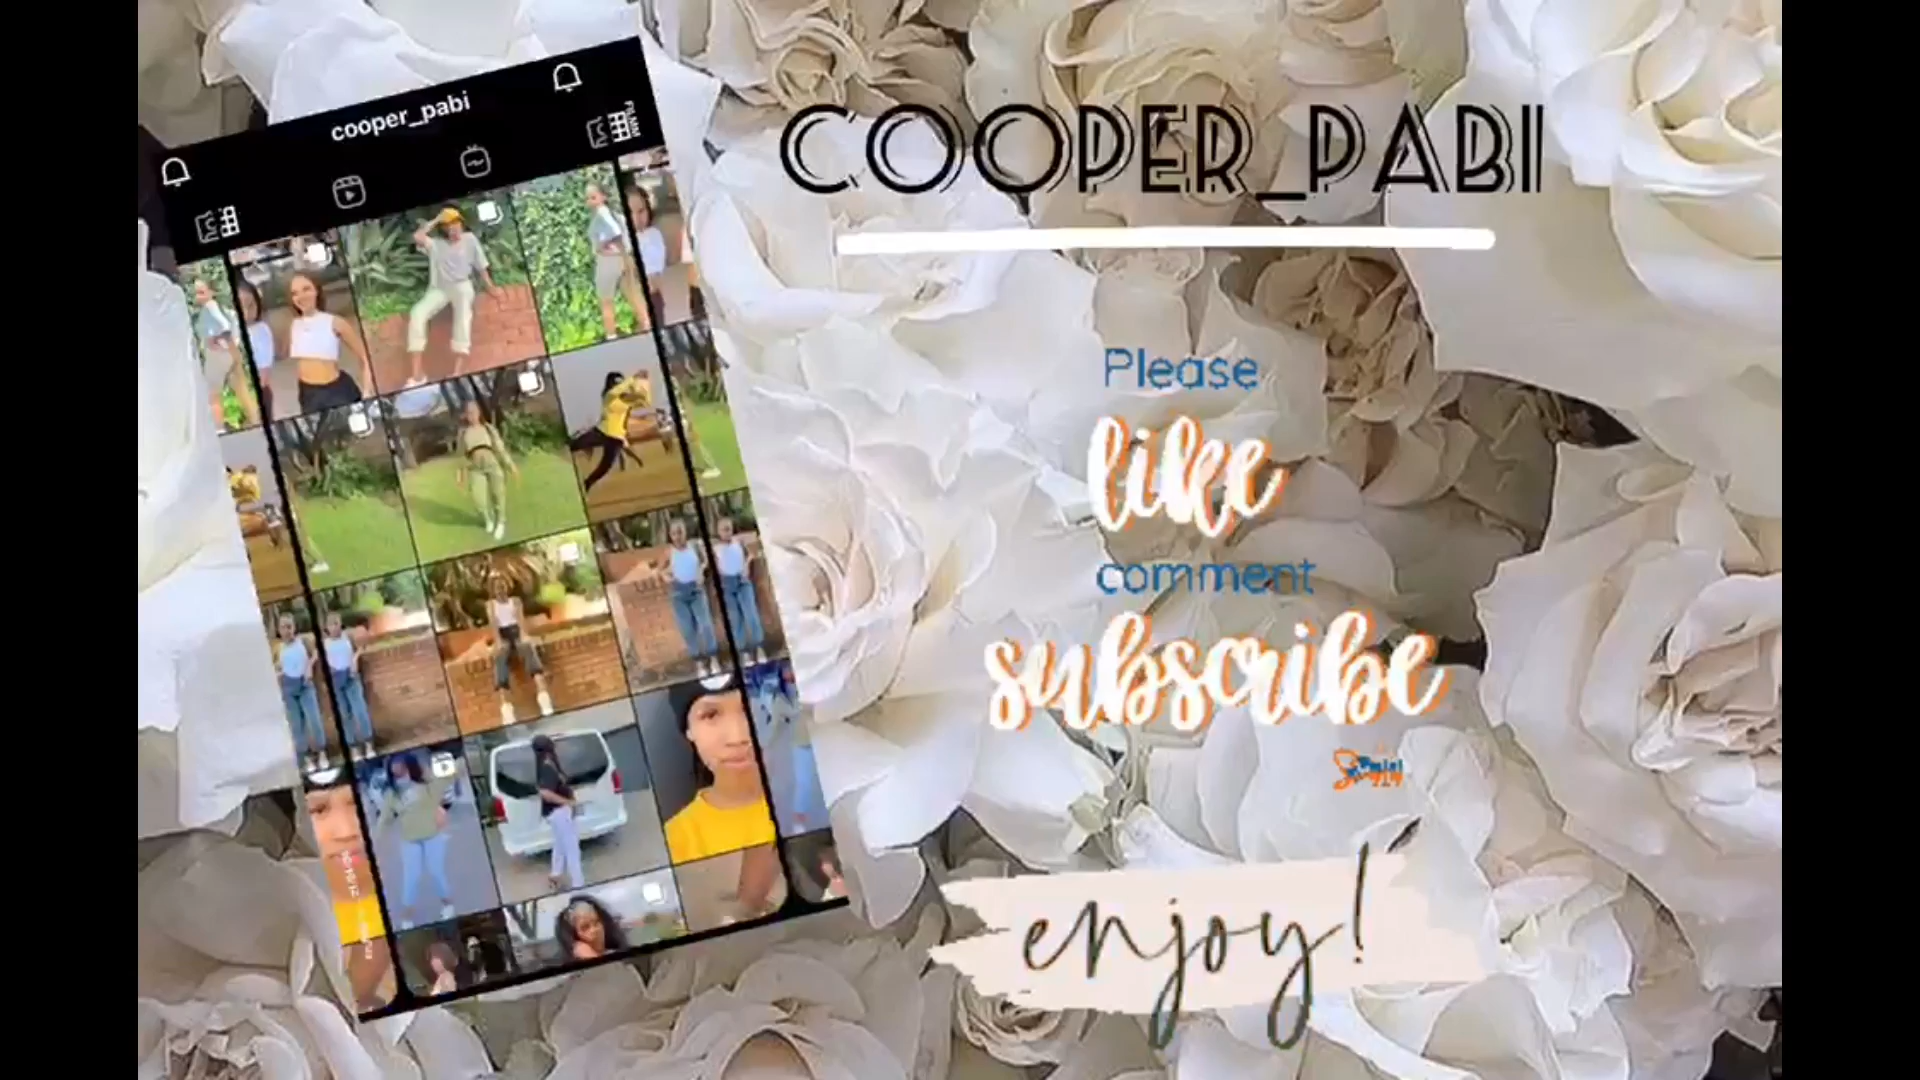 cooper_pabi
COOPER_PABI
Please
like
comment
subscribe
enjoy!